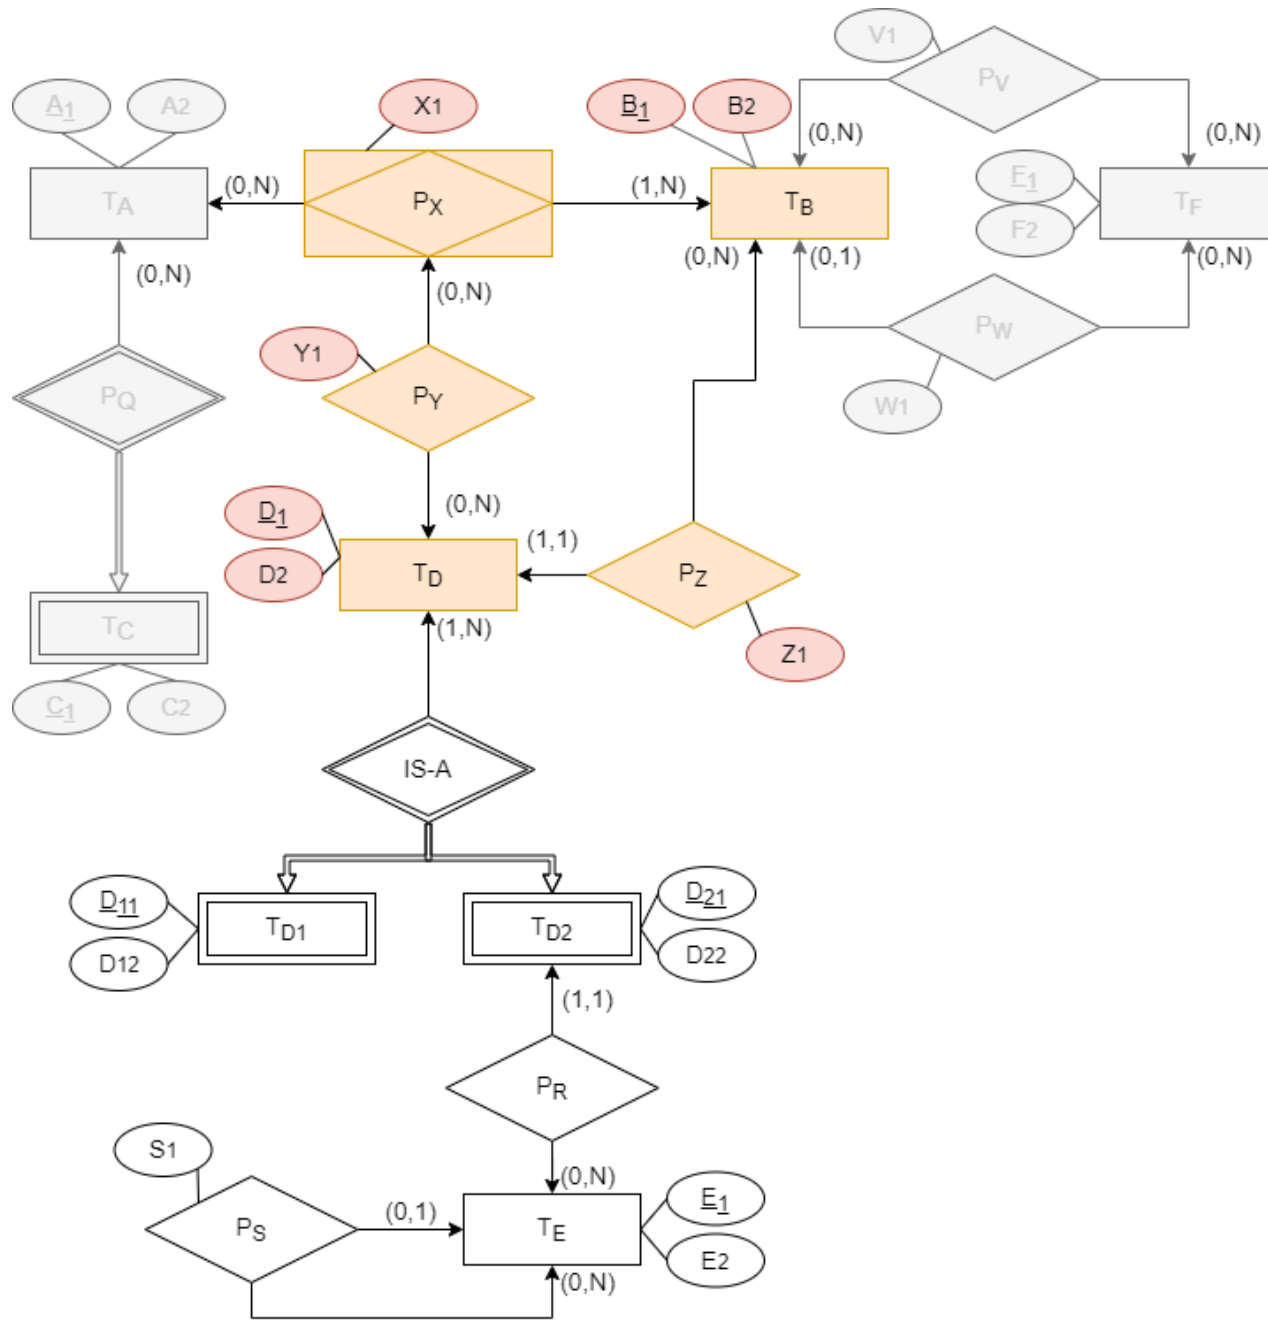 V1
A1
A2
X1
B1
B2
PV
(0,N)
(0,N)
TA
(0,N)
PX
(1,N)
TB
F1
TF
F2
(0,N)
(0,N)
(0,1)
(0,N)
(0,N)
Y1
PW
PQ
PY
W1
D1
(0,N)
(1,1)
D2
TD
PZ
TC
(1,N)
Z1
C1
C2
IS-A
D11
D21
TD1
TD2
D12
D22
(1,1)
PR
S1
(0,N)
E1
(0,1)
PS
TE
E2
(0,N)